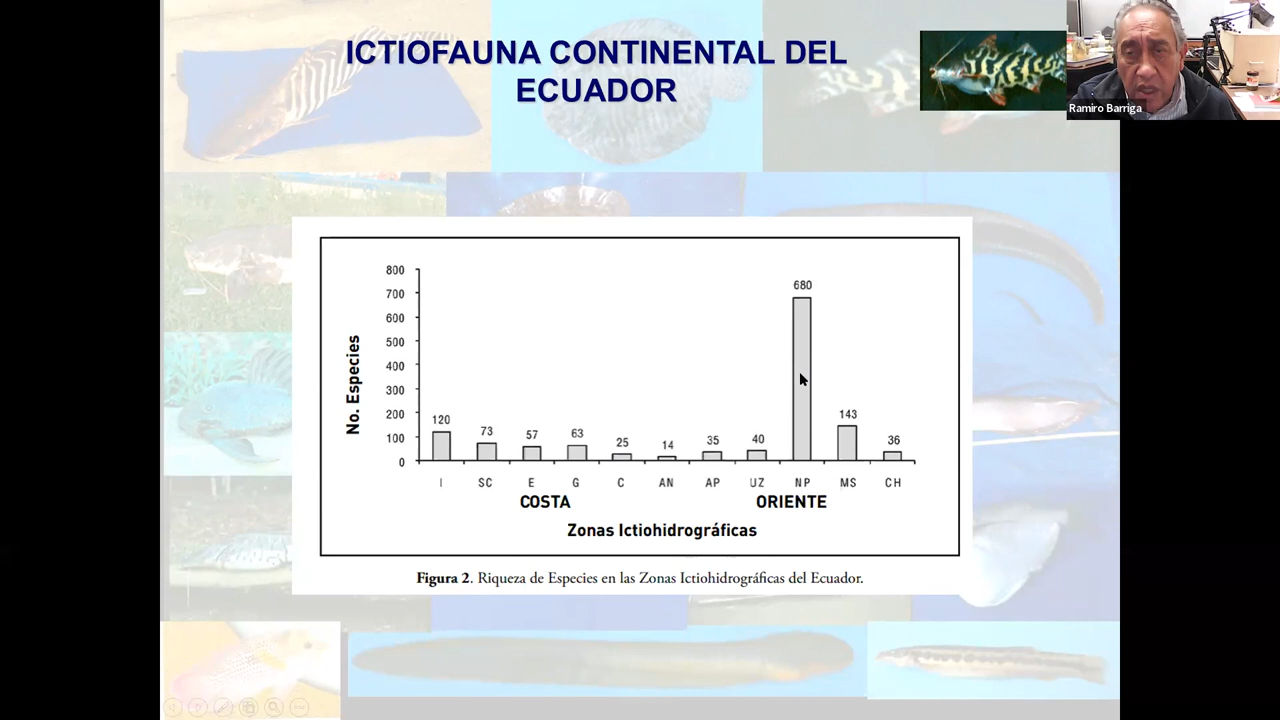 ICTIOFAUNA CONTINENTAL DEL
ECUADOR
Ramiro Barriga
No. Especies
800
700
600
500
400
300
200
100
0
120
73
57
63
25
14
35
40
680
143
36
I SC E G C AN AP UZ NP MS CH
COSTA ORIENTE
Zonas Ictiohidrográficas
Figura 2. Riqueza de Especies en las Zonas Ictiohidrográficas del Ecuador.